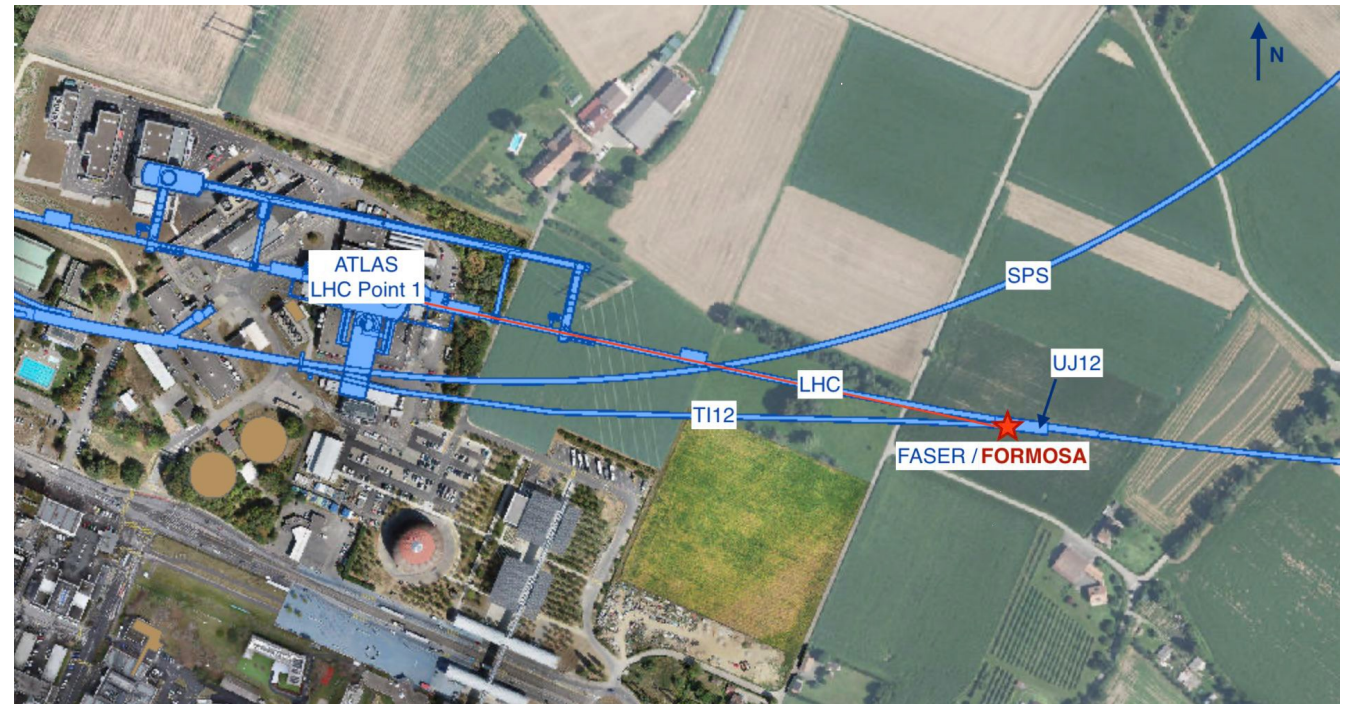 N
ATLAS
LHC Point 1
SPS
UJ12
LHC
TI12
FASER / FORMOSA